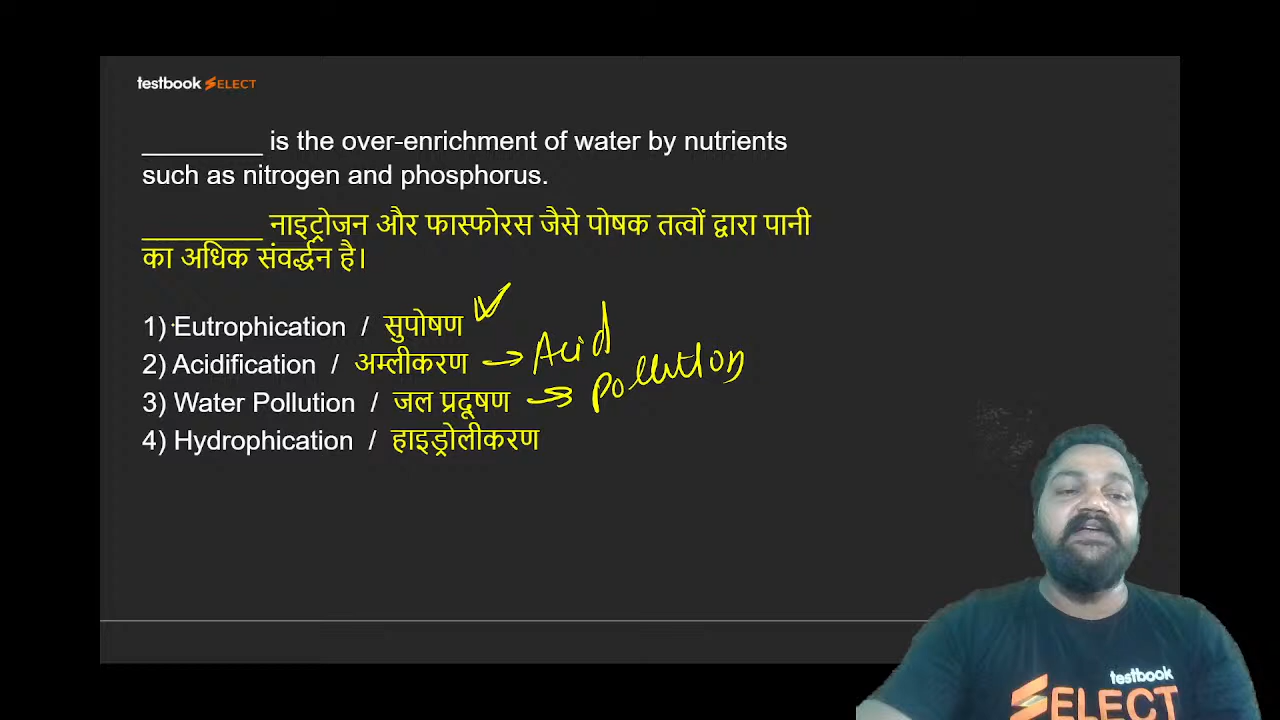 testbook SELECT
________ is the over-enrichment of water by nutrients
such as nitrogen and phosphorus.
________ नाइट्रोजन और फास्फोरस जैसे पोषक तत्वों द्वारा पानी
का अधिक संवर्द्धन है।
1) Eutrophication / सुपोषण
2) Acidification / अम्लीकरण → Acid
3) Water Pollution / जल प्रदूषण → Pollution
4) Hydrophication / हाइड्रोलीकरण
testbook
SELECT